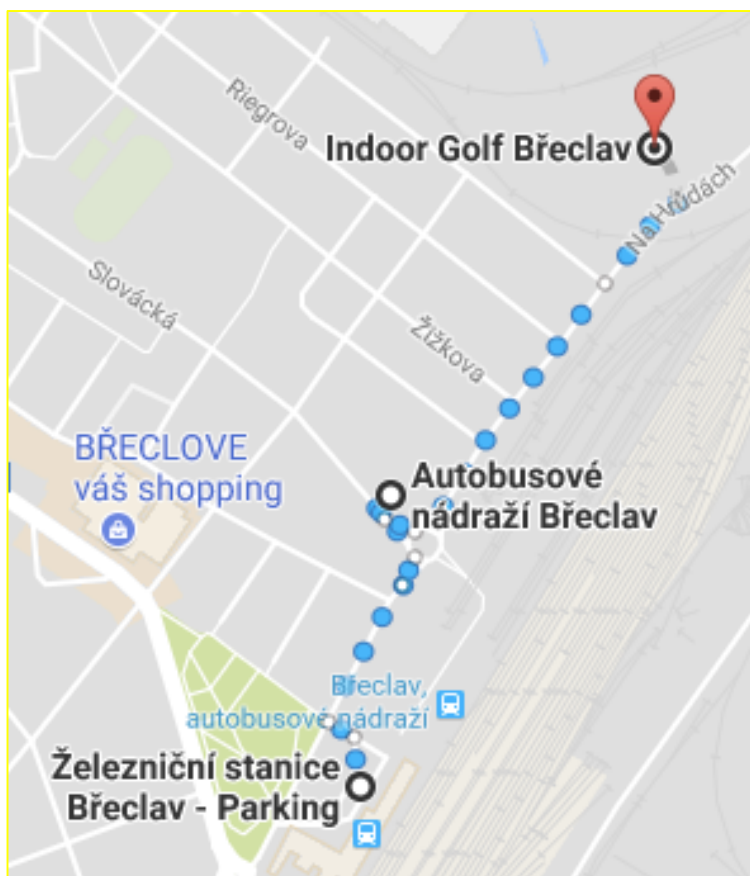 Riegrova
Indoor Golf Břeclav
Na Hrúdách
Slovácká
Žižkova
BŘECLOVE
váš shopping
Autobusové
nádraží Břeclav
Břeclav,
autobusové nádraží
Železniční stanice
Břeclav - Parking